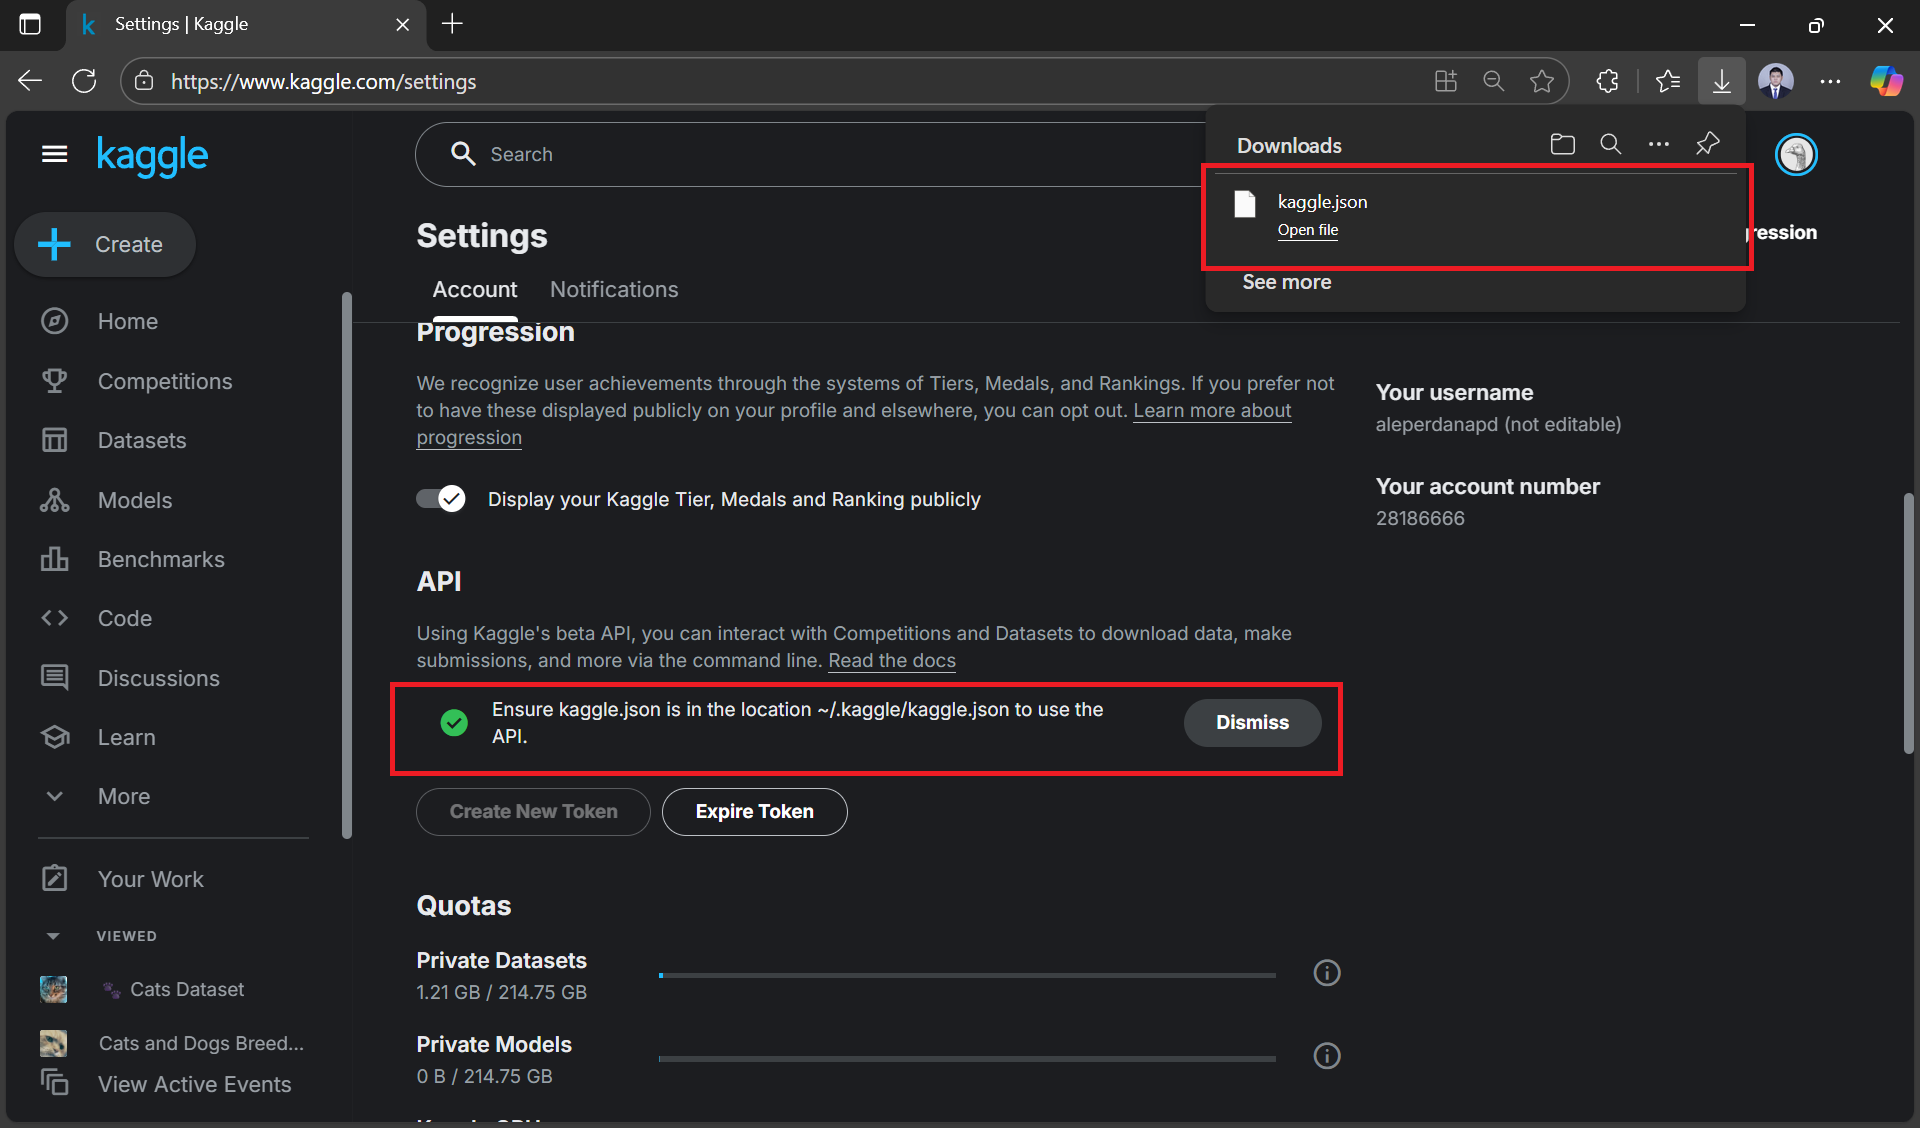 Settings | Kaggle
https://www.kaggle.com/settings
kaggle
Search
Downloads
kaggle.json
Open file
See more
ression
Create
Home
Competitions
Datasets
Models
Benchmarks
Code
Discussions
Learn
More
Your Work
VIEWED
Cats Dataset
Cats and Dogs Breed...
View Active Events
Settings
Account
Notifications
Progression
We recognize user achievements through the systems of Tiers, Medals, and Rankings. If you prefer not
to have these displayed publicly on your profile and elsewhere, you can opt out. Learn more about
progression
Display your Kaggle Tier, Medals and Ranking publicly
API
Using Kaggle's beta API, you can interact with Competitions and Datasets to download data, make
submissions, and more via the command line. Read the docs
Ensure kaggle.json is in the location ~/.kaggle/kaggle.json to use the
API.
Dismiss
Create New Token
Expire Token
Quotas
Private Datasets
1.21 GB / 214.75 GB
Private Models
0 B / 214.75 GB
Your username
aleperdanapd (not editable)
Your account number
28186666